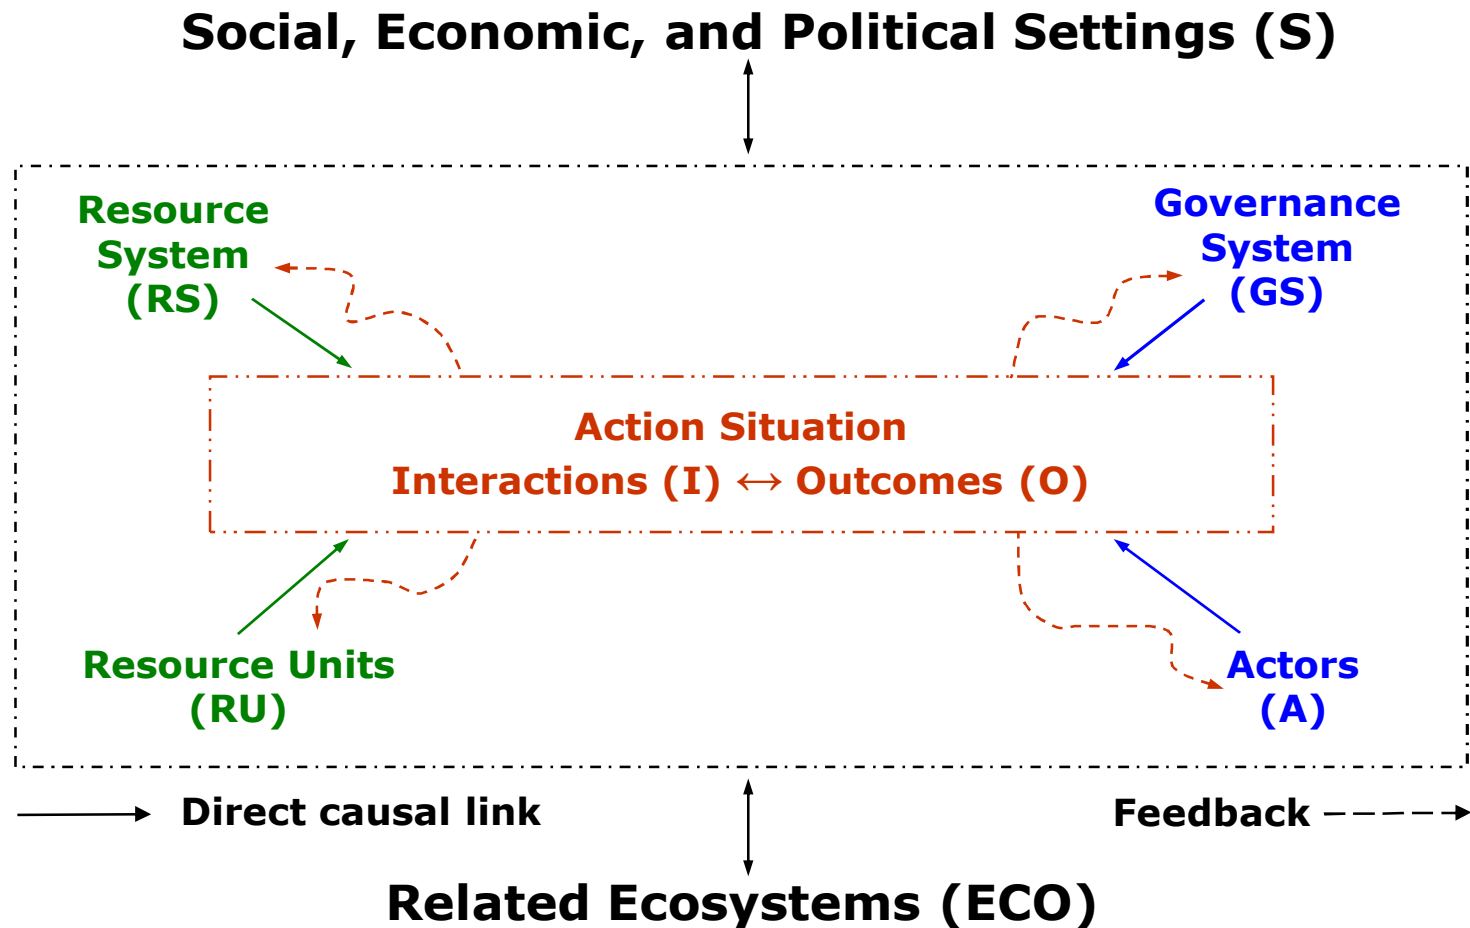 Social, Economic, and Political Settings (S)
Resource
System
(RS)
Governance
System
(GS)
Action Situation
Interactions (I) ↔ Outcomes (O)
Resource Units
(RU)
Actors
(A)
Direct causal link
Feedback
Related Ecosystems (ECO)